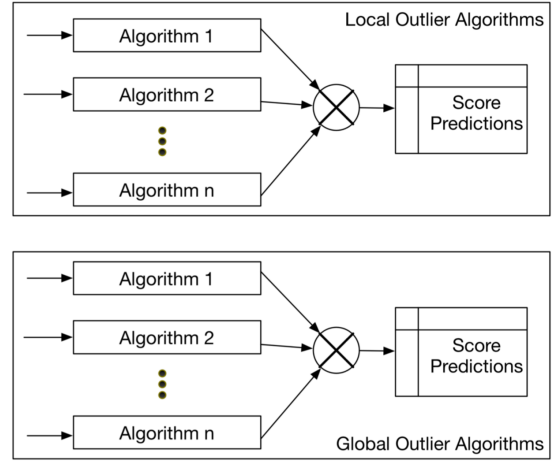 Local Outlier Algorithms
Algorithm 1
Algorithm 2
Algorithm n
Score
Predictions
Algorithm 1
Algorithm 2
Algorithm n
Score
Predictions
Global Outlier Algorithms